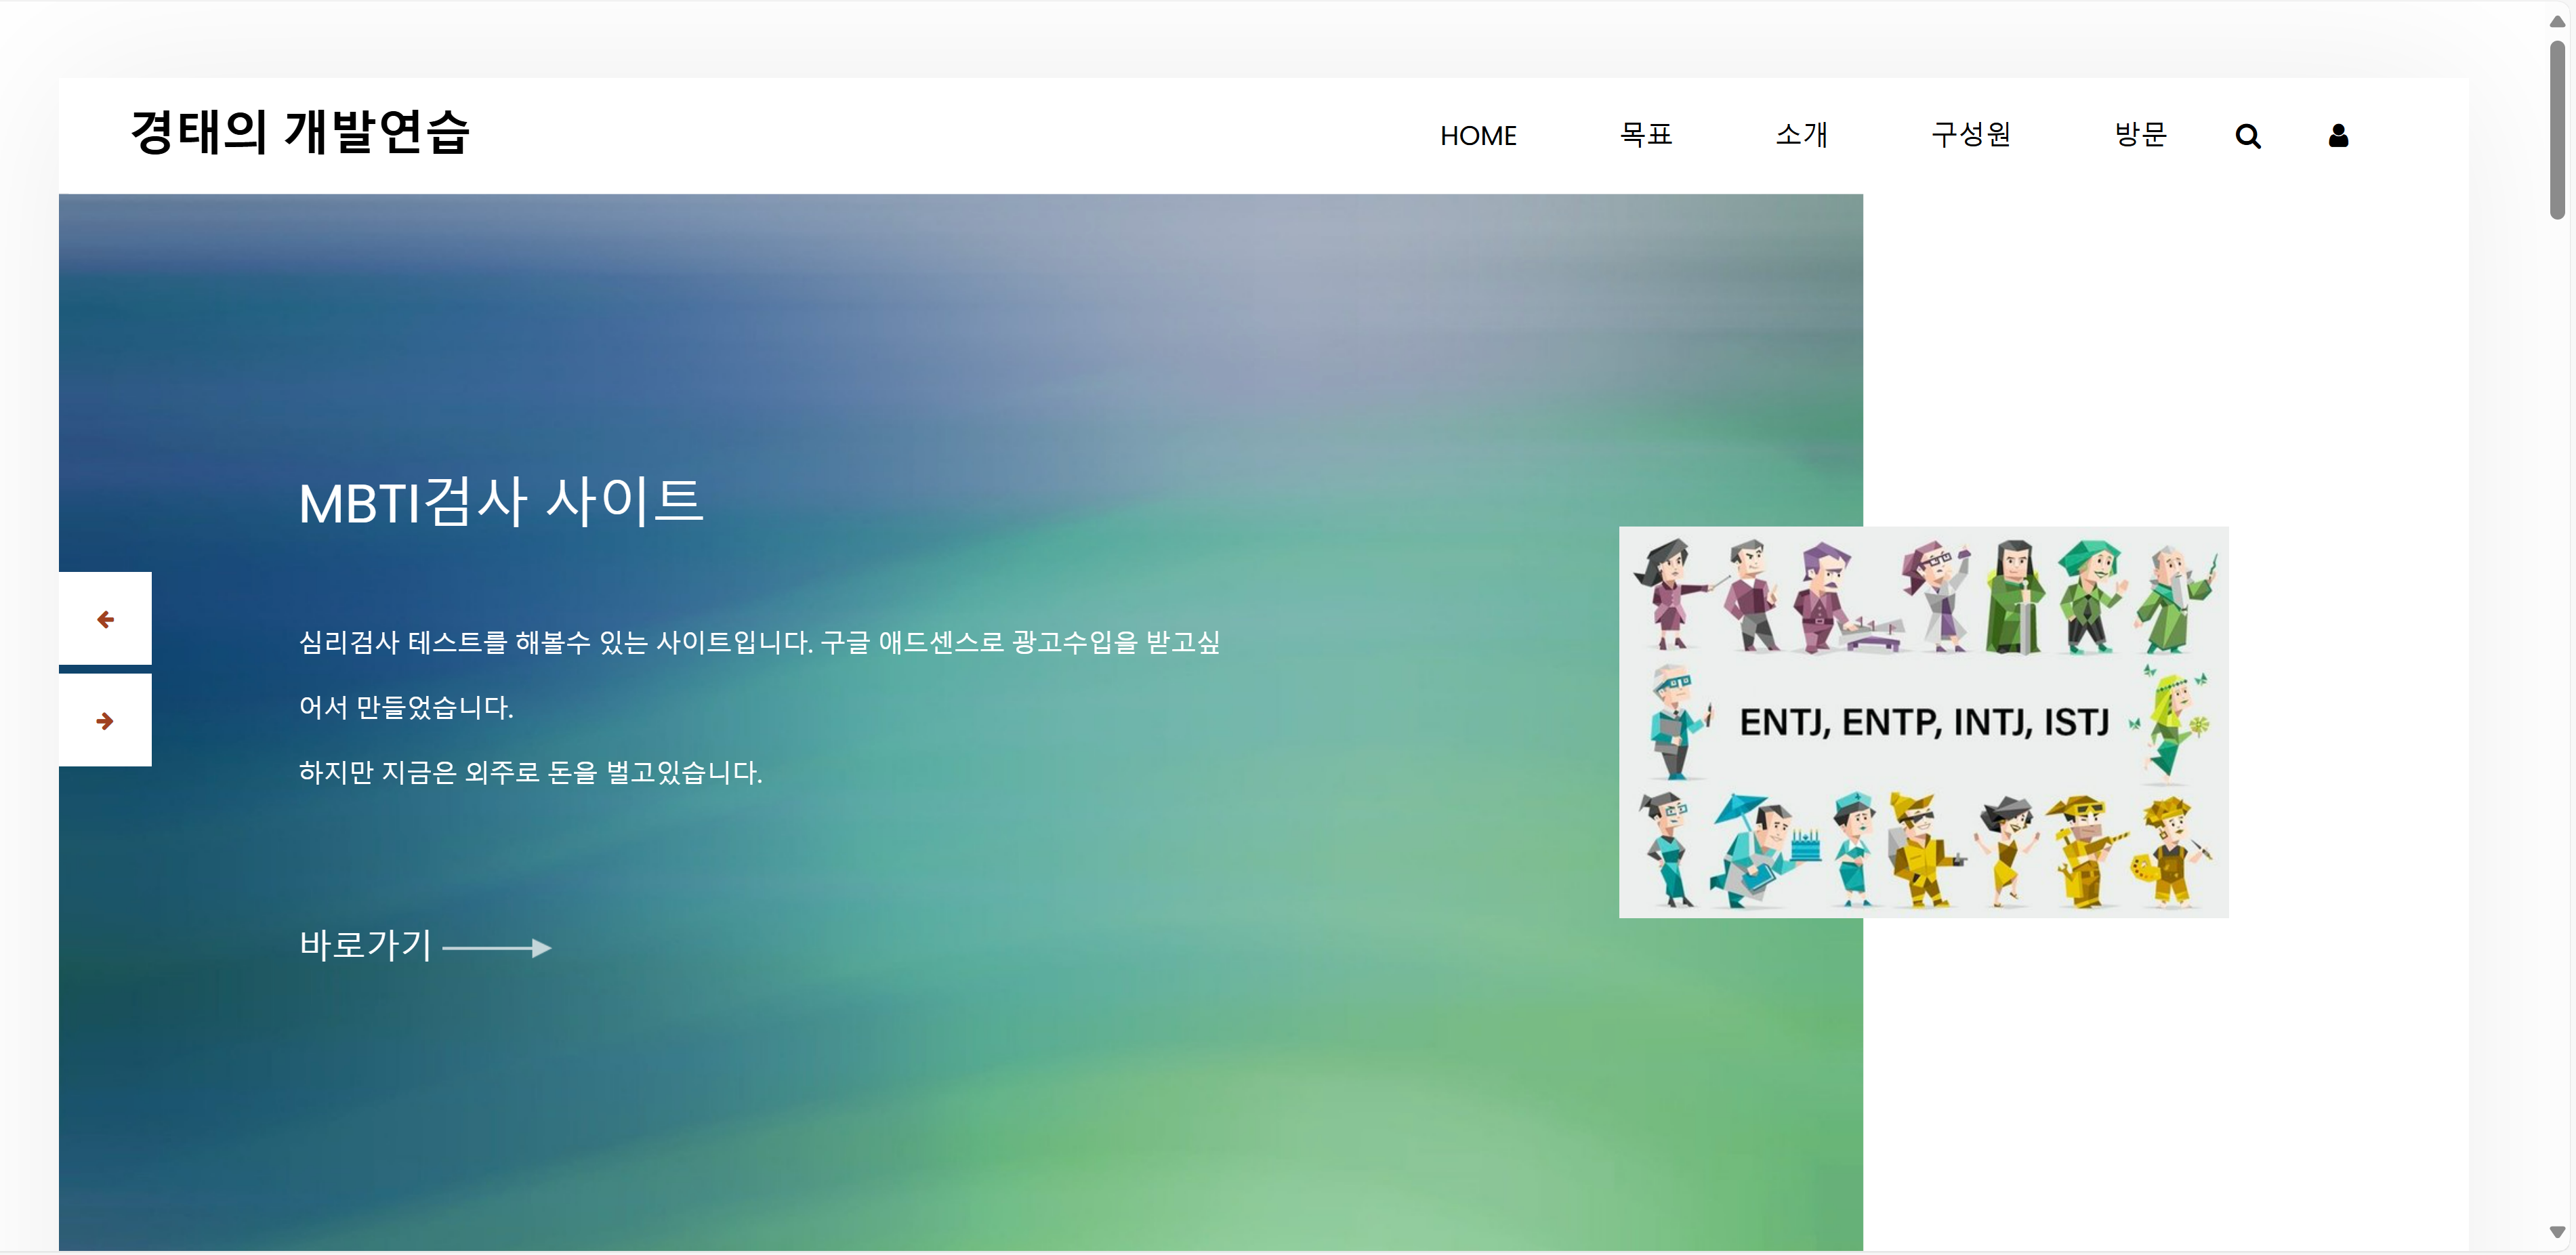 경태의 개발연습
HOME 목표 소개 구성원 방문
MBTI검사 사이트
심리검사 테스트를 해볼수 있는 사이트입니다. 구글 애드센스로 광고수입을 받고싶
어서 만들었습니다.
하지만 지금은 외주로 돈을 벌고있습니다.
바로가기
ENTJ, ENTP, INTJ, ISTJ